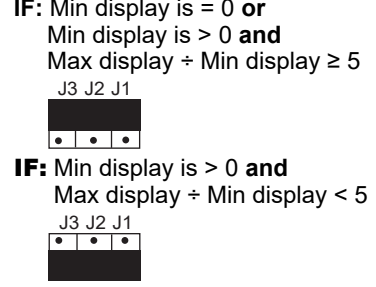 IF: Min display is = 0 or
Min display is > 0 and
Max display ÷ Min display ≥ 5
J3 J2 J1
IF: Min display is > 0 and
Max display ÷ Min display < 5
J3 J2 J1